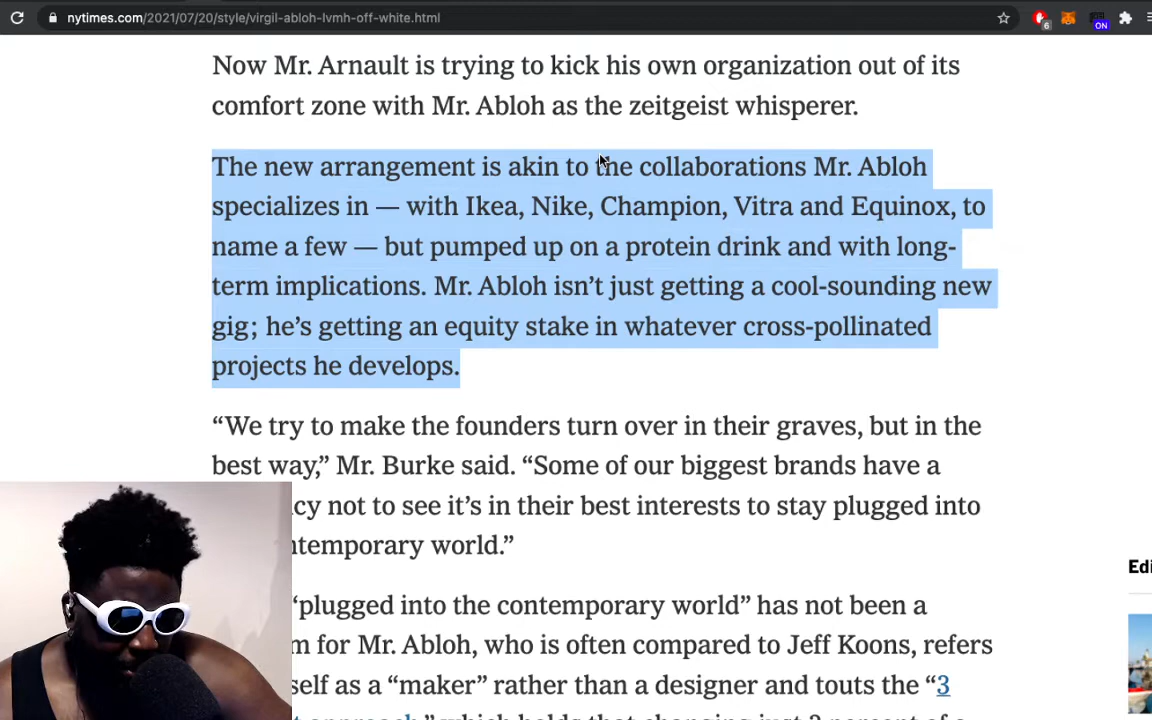 nytimes.com/2021/07/20/style/virgil-abloh-lvmh-off-white.html
6
ON
Now Mr. Arnault is trying to kick his own organization out of its
comfort zone with Mr. Abloh as the zeitgeist whisperer.
The new arrangement is akin to the collaborations Mr. Abloh
specializes in — with Ikea, Nike, Champion, Vitra and Equinox, to
name a few — but pumped up on a protein drink and with long-
term implications. Mr. Abloh isn’t just getting a cool-sounding new
gig; he’s getting an equity stake in whatever cross-pollinated
projects he develops.
“We try to make the founders turn over in their graves, but in the
best way,” Mr. Burke said. “Some of our biggest brands have a
cy not to see it’s in their best interests to stay plugged into
ntemporary world.”
“plugged into the contemporary world” has not been a
m for Mr. Abloh, who is often compared to Jeff Koons, refers
self as a “maker” rather than a designer and touts the “3
Edi